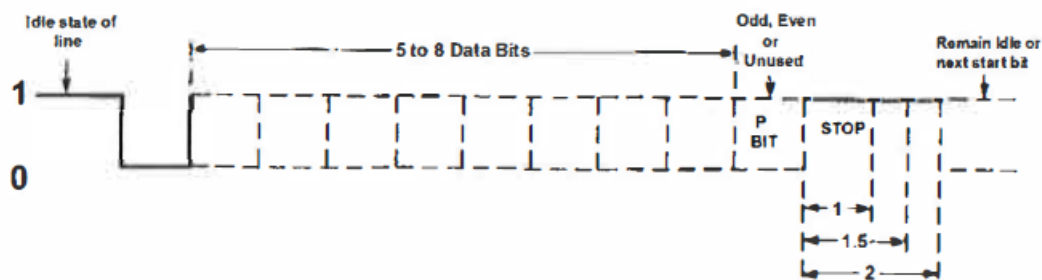 Idle state of
line
5 to 8 Data Bits
Odd, Even
or
Unused
Remain Idle or
next start bit
1
0
P
BIT
STOP
1
1.5
2